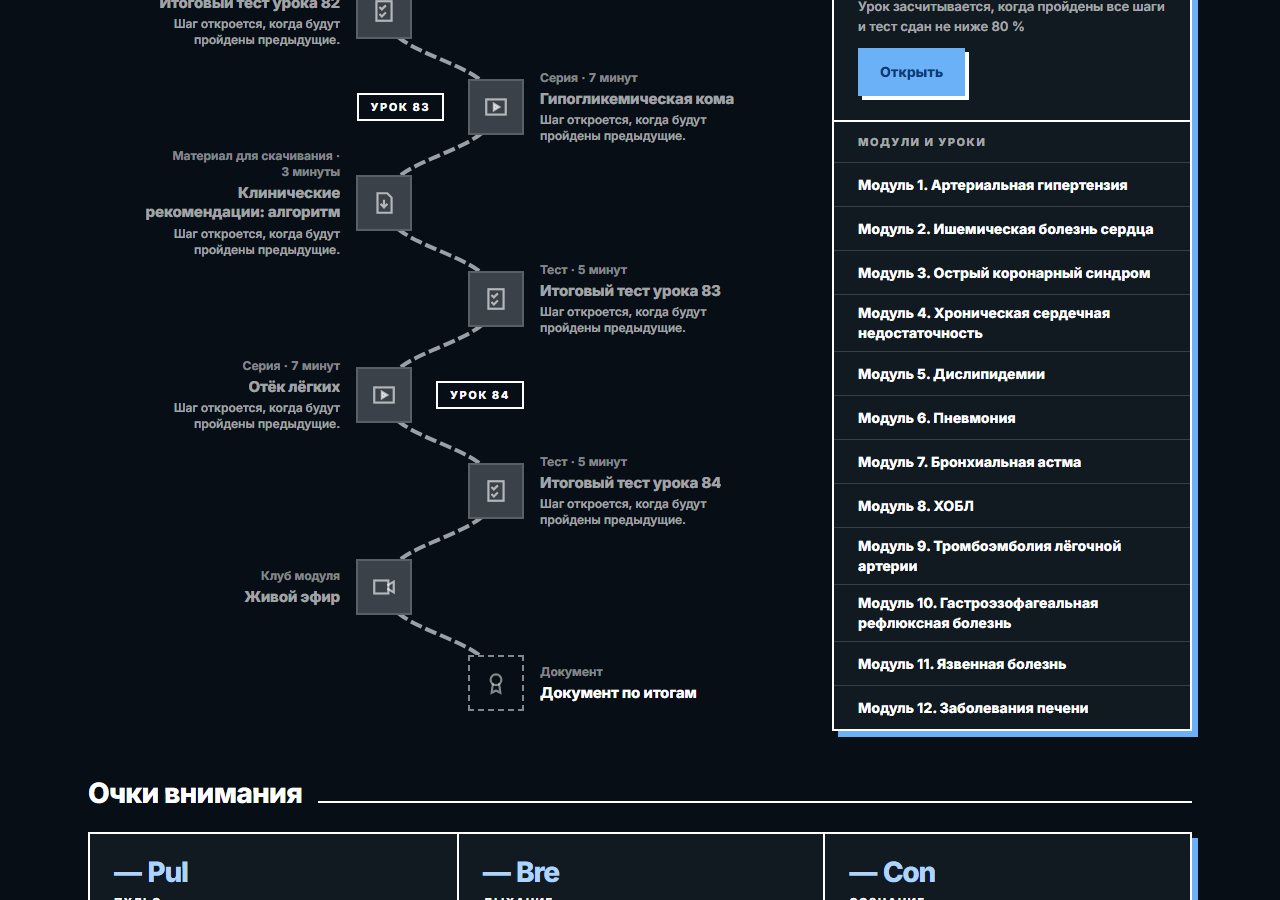 Итоговый тест урока 82
Шаг откроется, когда будут
пройдены предыдущие.
УРОК 83
Серия · 7 минут
Гипогликемическая кома
Шаг откроется, когда будут
пройдены предыдущие.
Материал для скачивания ·
3 минуты
Клинические
рекомендации: алгоритм
Шаг откроется, когда будут
пройдены предыдущие.
Тест · 5 минут
Итоговый тест урока 83
Шаг откроется, когда будут
пройдены предыдущие.
Серия · 7 минут
Отёк лёгких
Шаг откроется, когда будут
пройдены предыдущие.
УРОК 84
Тест · 5 минут
Итоговый тест урока 84
Шаг откроется, когда будут
пройдены предыдущие.
Клуб модуля
Живой эфир
Документ
Документ по итогам
Урок засчитывается, когда пройдены все шаги
и тест сдан не ниже 80 %
Открыть
МОДУЛИ И УРОКИ
Модуль 1. Артериальная гипертензия
Модуль 2. Ишемическая болезнь сердца
Модуль 3. Острый коронарный синдром
Модуль 4. Хроническая сердечная
недостаточность
Модуль 5. Дислипидемии
Модуль 6. Пневмония
Модуль 7. Бронхиальная астма
Модуль 8. ХОБЛ
Модуль 9. Тромбоэмболия лёгочной
артерии
Модуль 10. Гастроэзофагеальная
рефлюксная болезнь
Модуль 11. Язвенная болезнь
Модуль 12. Заболевания печени
Очки внимания
— Pul
— Bre
— Con